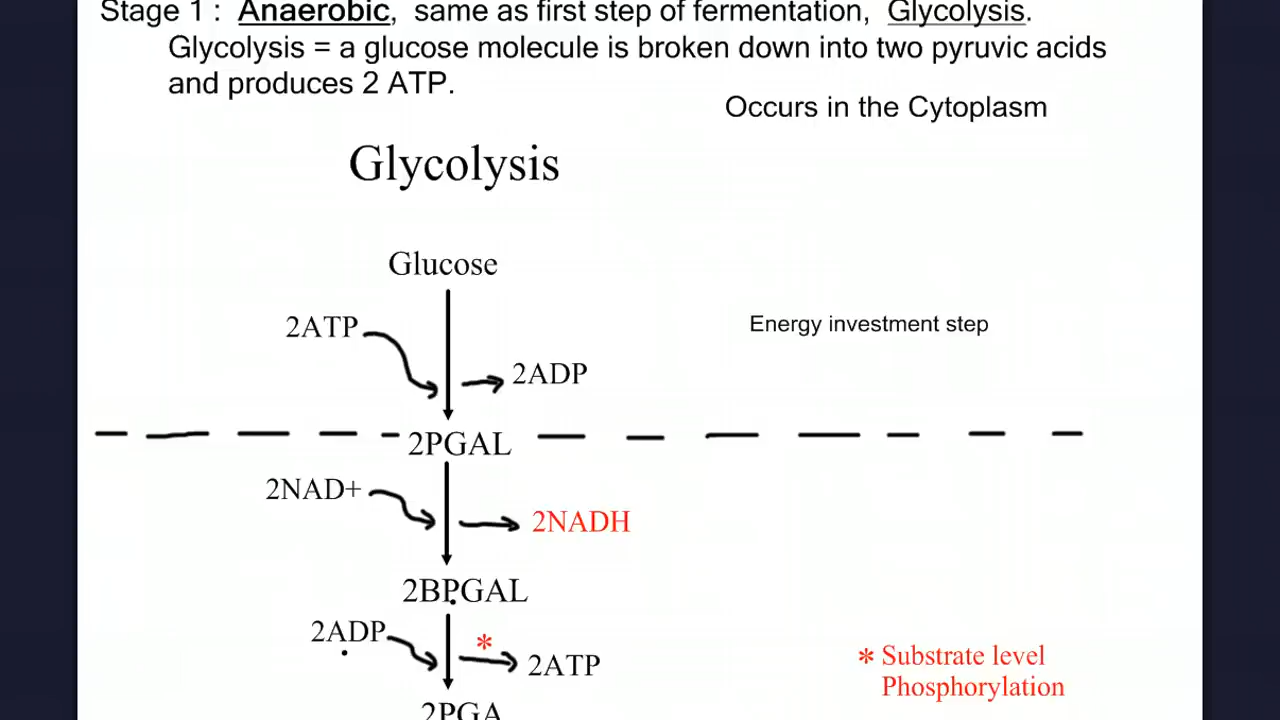 Stage 1 : Anaerobic, same as first step of fermentation, Glycolysis.
Glycolysis = a glucose molecule is broken down into two pyruvic acids
and produces 2 ATP.
Occurs in the Cytoplasm
Glycolysis
Glucose
2ATP
Energy investment step
2ADP
2PGAL
2NAD+
2NADH
2BPGAL
2ADP
*
2ATP
* Substrate level
Phosphorylation
2PGA